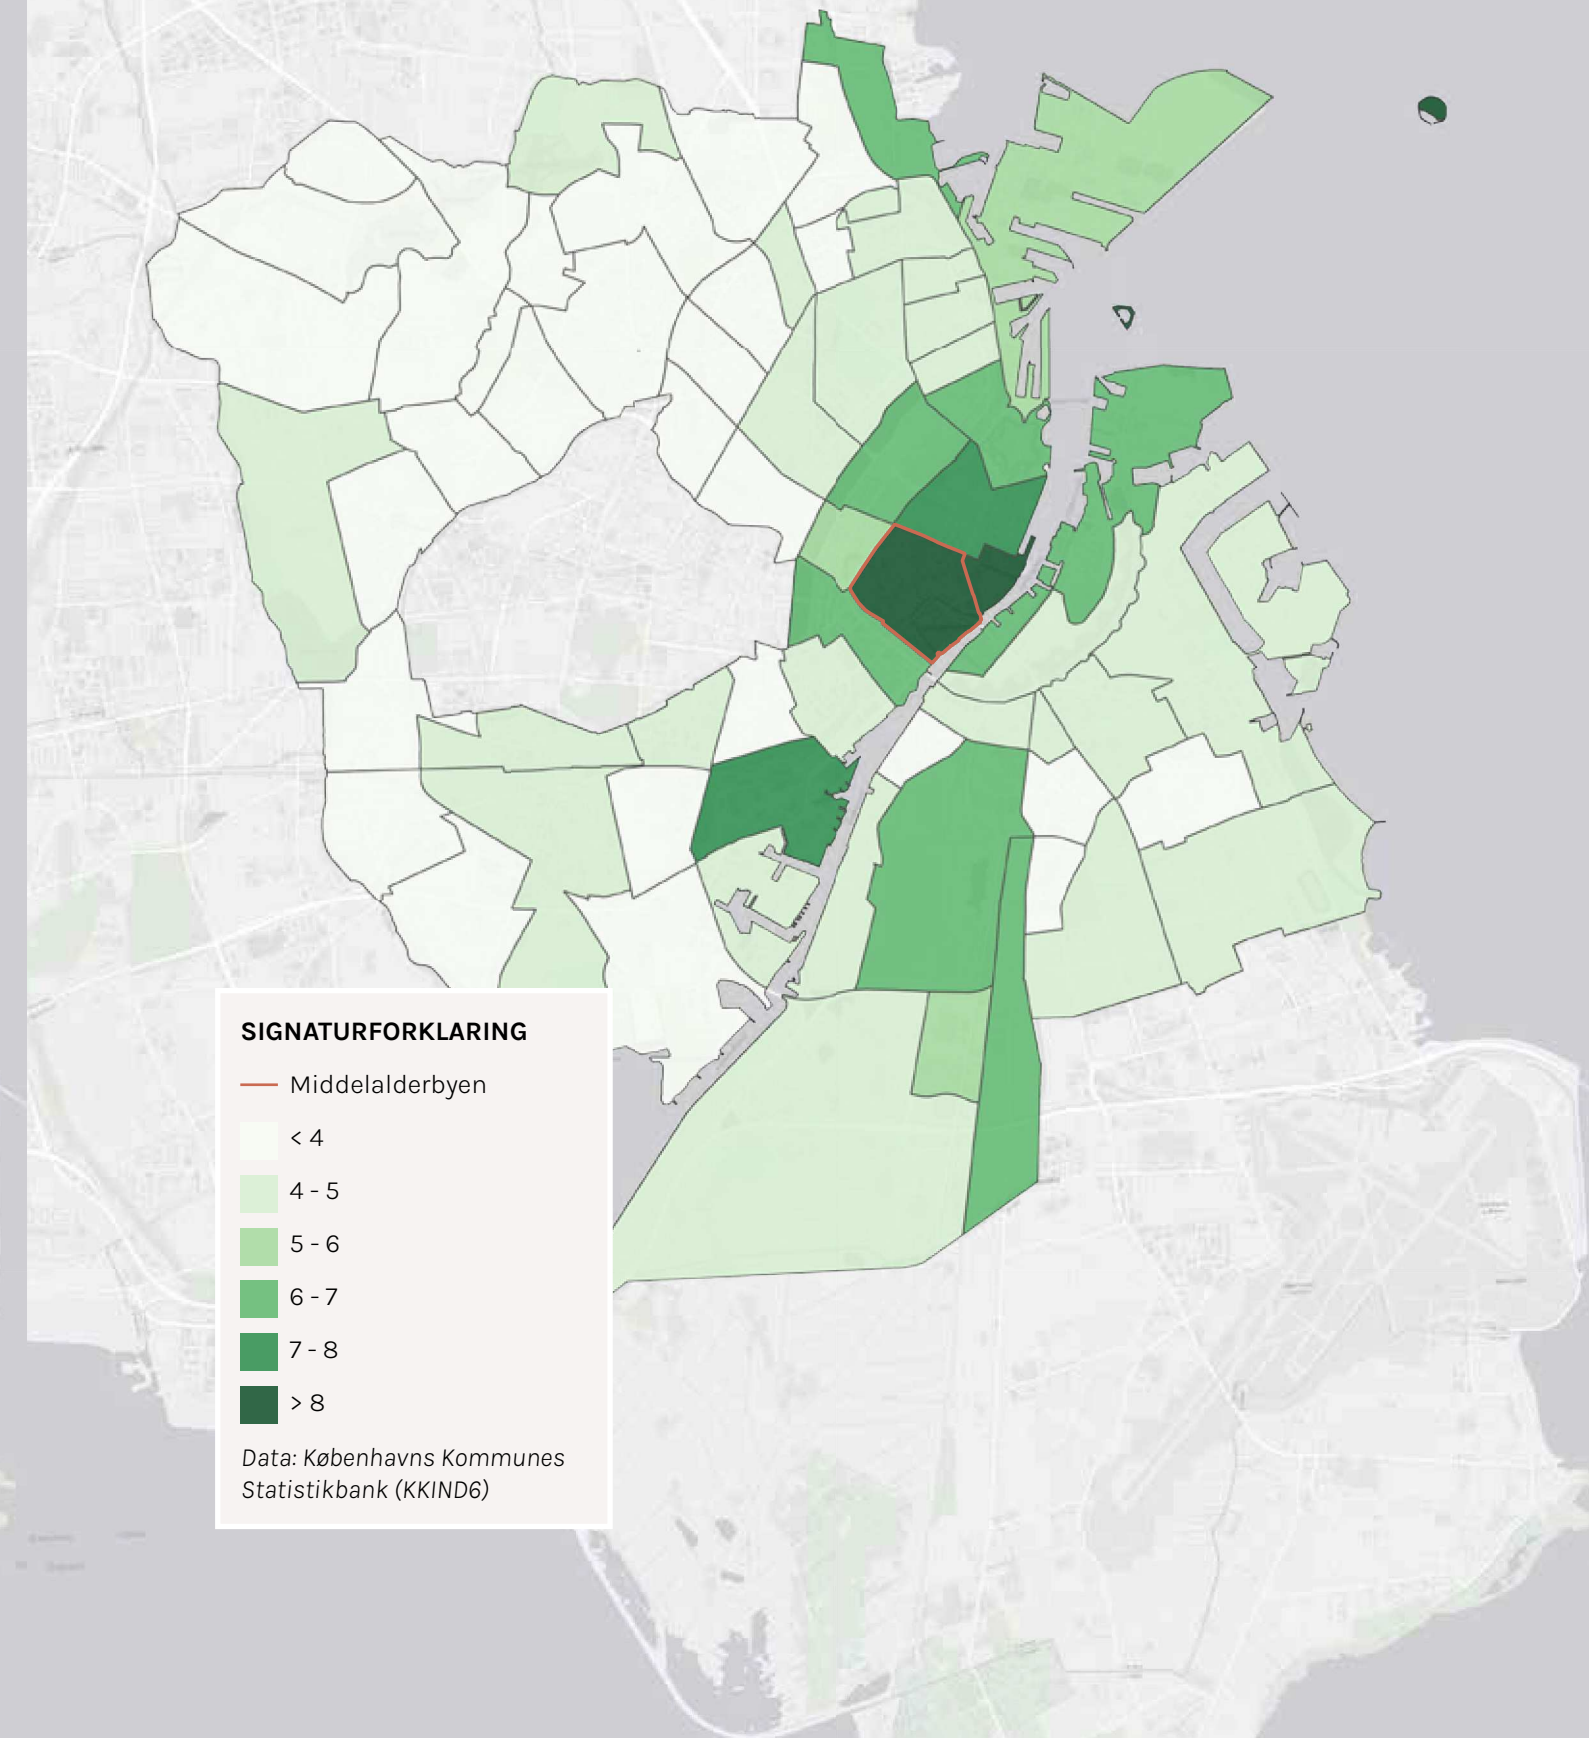 SIGNATURFORKLARING
Middelalderbyen
< 4
4 - 5
5 - 6
6 - 7
7 - 8
> 8
Data: Københavns Kommunes
Statistikbank (KKIND6)